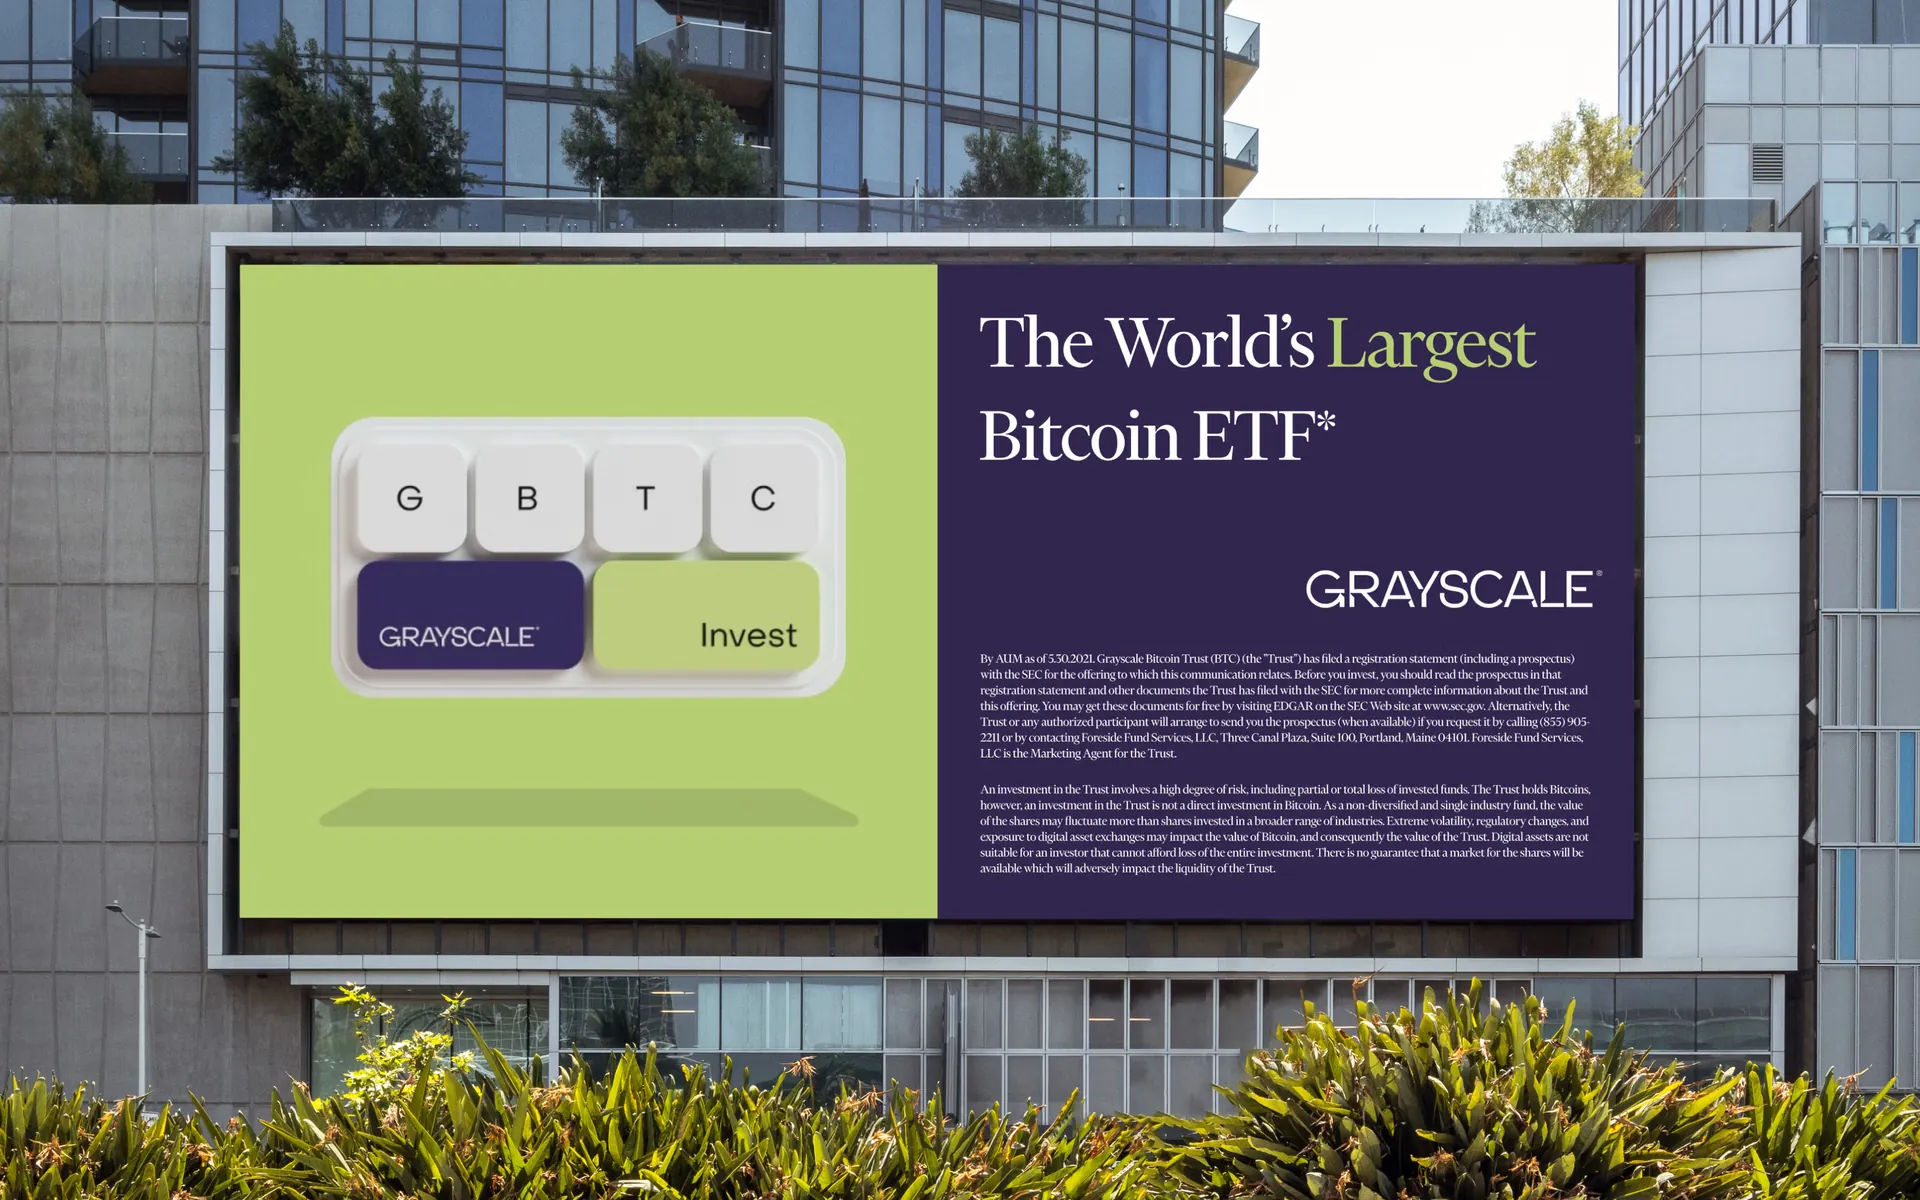 G B T C
GRAYSCALE®
Invest
The World's Largest
Bitcoin ETF*
GRAYSCALE®
By AUM as of 5.30.2021. Grayscale Bitcoin Trust (BTC) (the "Trust") has filed a registration statement (including a prospectus)
with the SEC for the offering to which this communication relates. Before you invest, you should read the prospectus in that
registration statement and other documents the Trust has filed with the SEC for more complete information about the Trust and
this offering. You may get these documents for free by visiting EDGAR on the SEC Web site at www.sec.gov. Alternatively, the
Trust or any authorized participant will arrange to send you the prospectus (when available) if you request it by calling (855) 905-
2211 or by contacting Foreside Fund Services, LLC, Three Canal Plaza, Suite 100, Portland, Maine 04101. Foreside Fund Services,
LLC is the Marketing Agent for the Trust.
An investment in the Trust involves a high degree of risk, including partial or total loss of invested funds. The Trust holds Bitcoins,
however, an investment in the Trust is not a direct investment in Bitcoin. As a non-diversified and single industry fund, the value
of the shares may fluctuate more than shares invested in a broader range of industries. Extreme volatility, regulatory changes, and
exposure to digital asset exchanges may impact the value of Bitcoin, and consequently the value of the Trust. Digital assets are not
suitable for an investor that cannot afford loss of the entire investment. There is no guarantee that a market for the shares will be
available which will adversely impact the liquidity of the Trust.